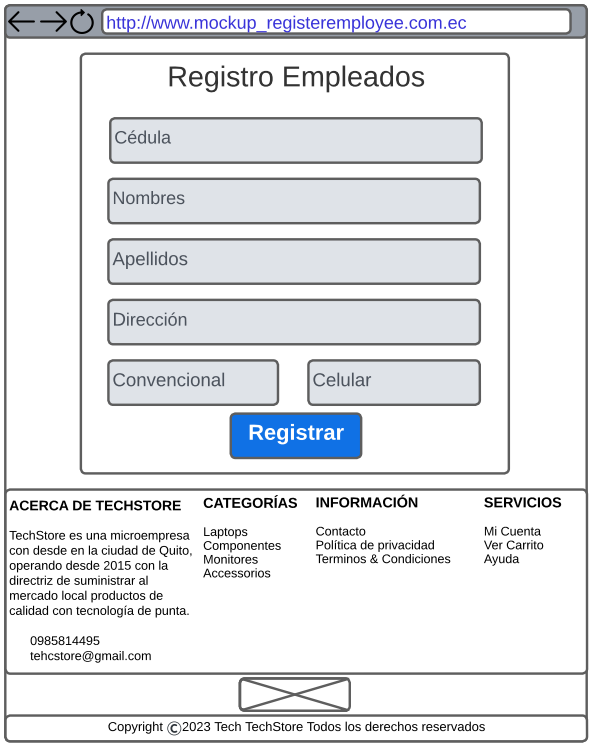 http://www.mockup_registeremployee.com.ec
Registro Empleados
Cédula
Nombres
Apellidos
Dirección
Convencional
Celular
Registrar
ACERCA DE TECHSTORE
TechStore es una microempresa
con desde en la ciudad de Quito,
operando desde 2015 con la
directriz de suministrar al
mercado local productos de
calidad con tecnología de punta.
0985814495
tehcstore@gmail.com
CATEGORÍAS
Laptops
Componentes
Monitores
Accessorios
INFORMACIÓN
Contacto
Política de privacidad
Terminos & Condiciones
SERVICIOS
Mi Cuenta
Ver Carrito
Ayuda
Copyright ©2023 Tech TechStore Todos los derechos reservados